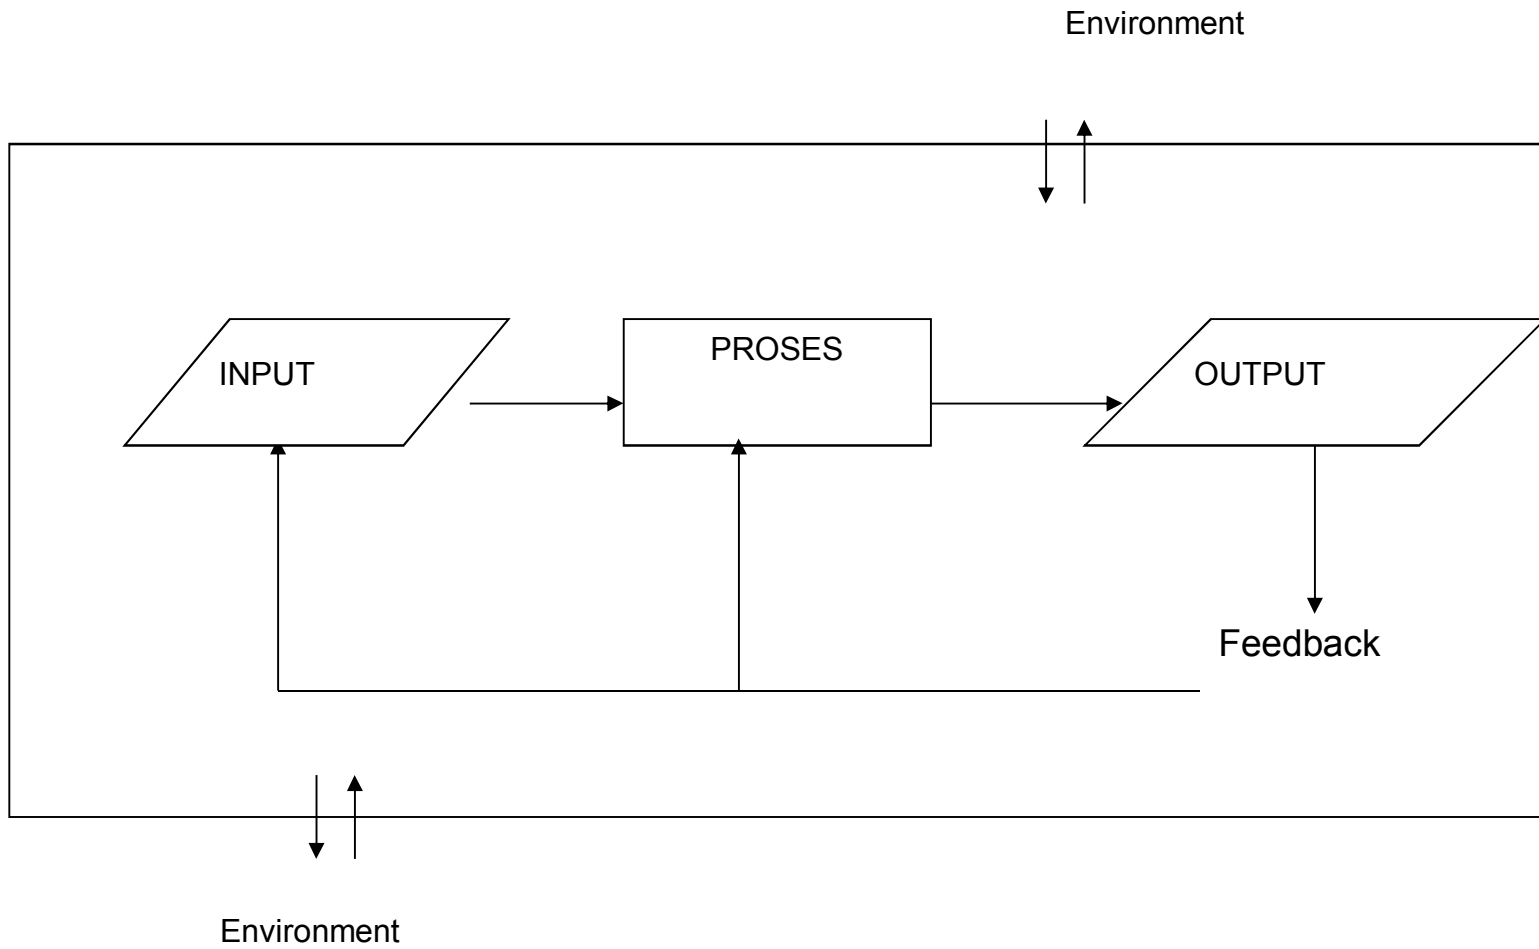 Environment
INPUT
PROSES
OUTPUT
Feedback
Environment